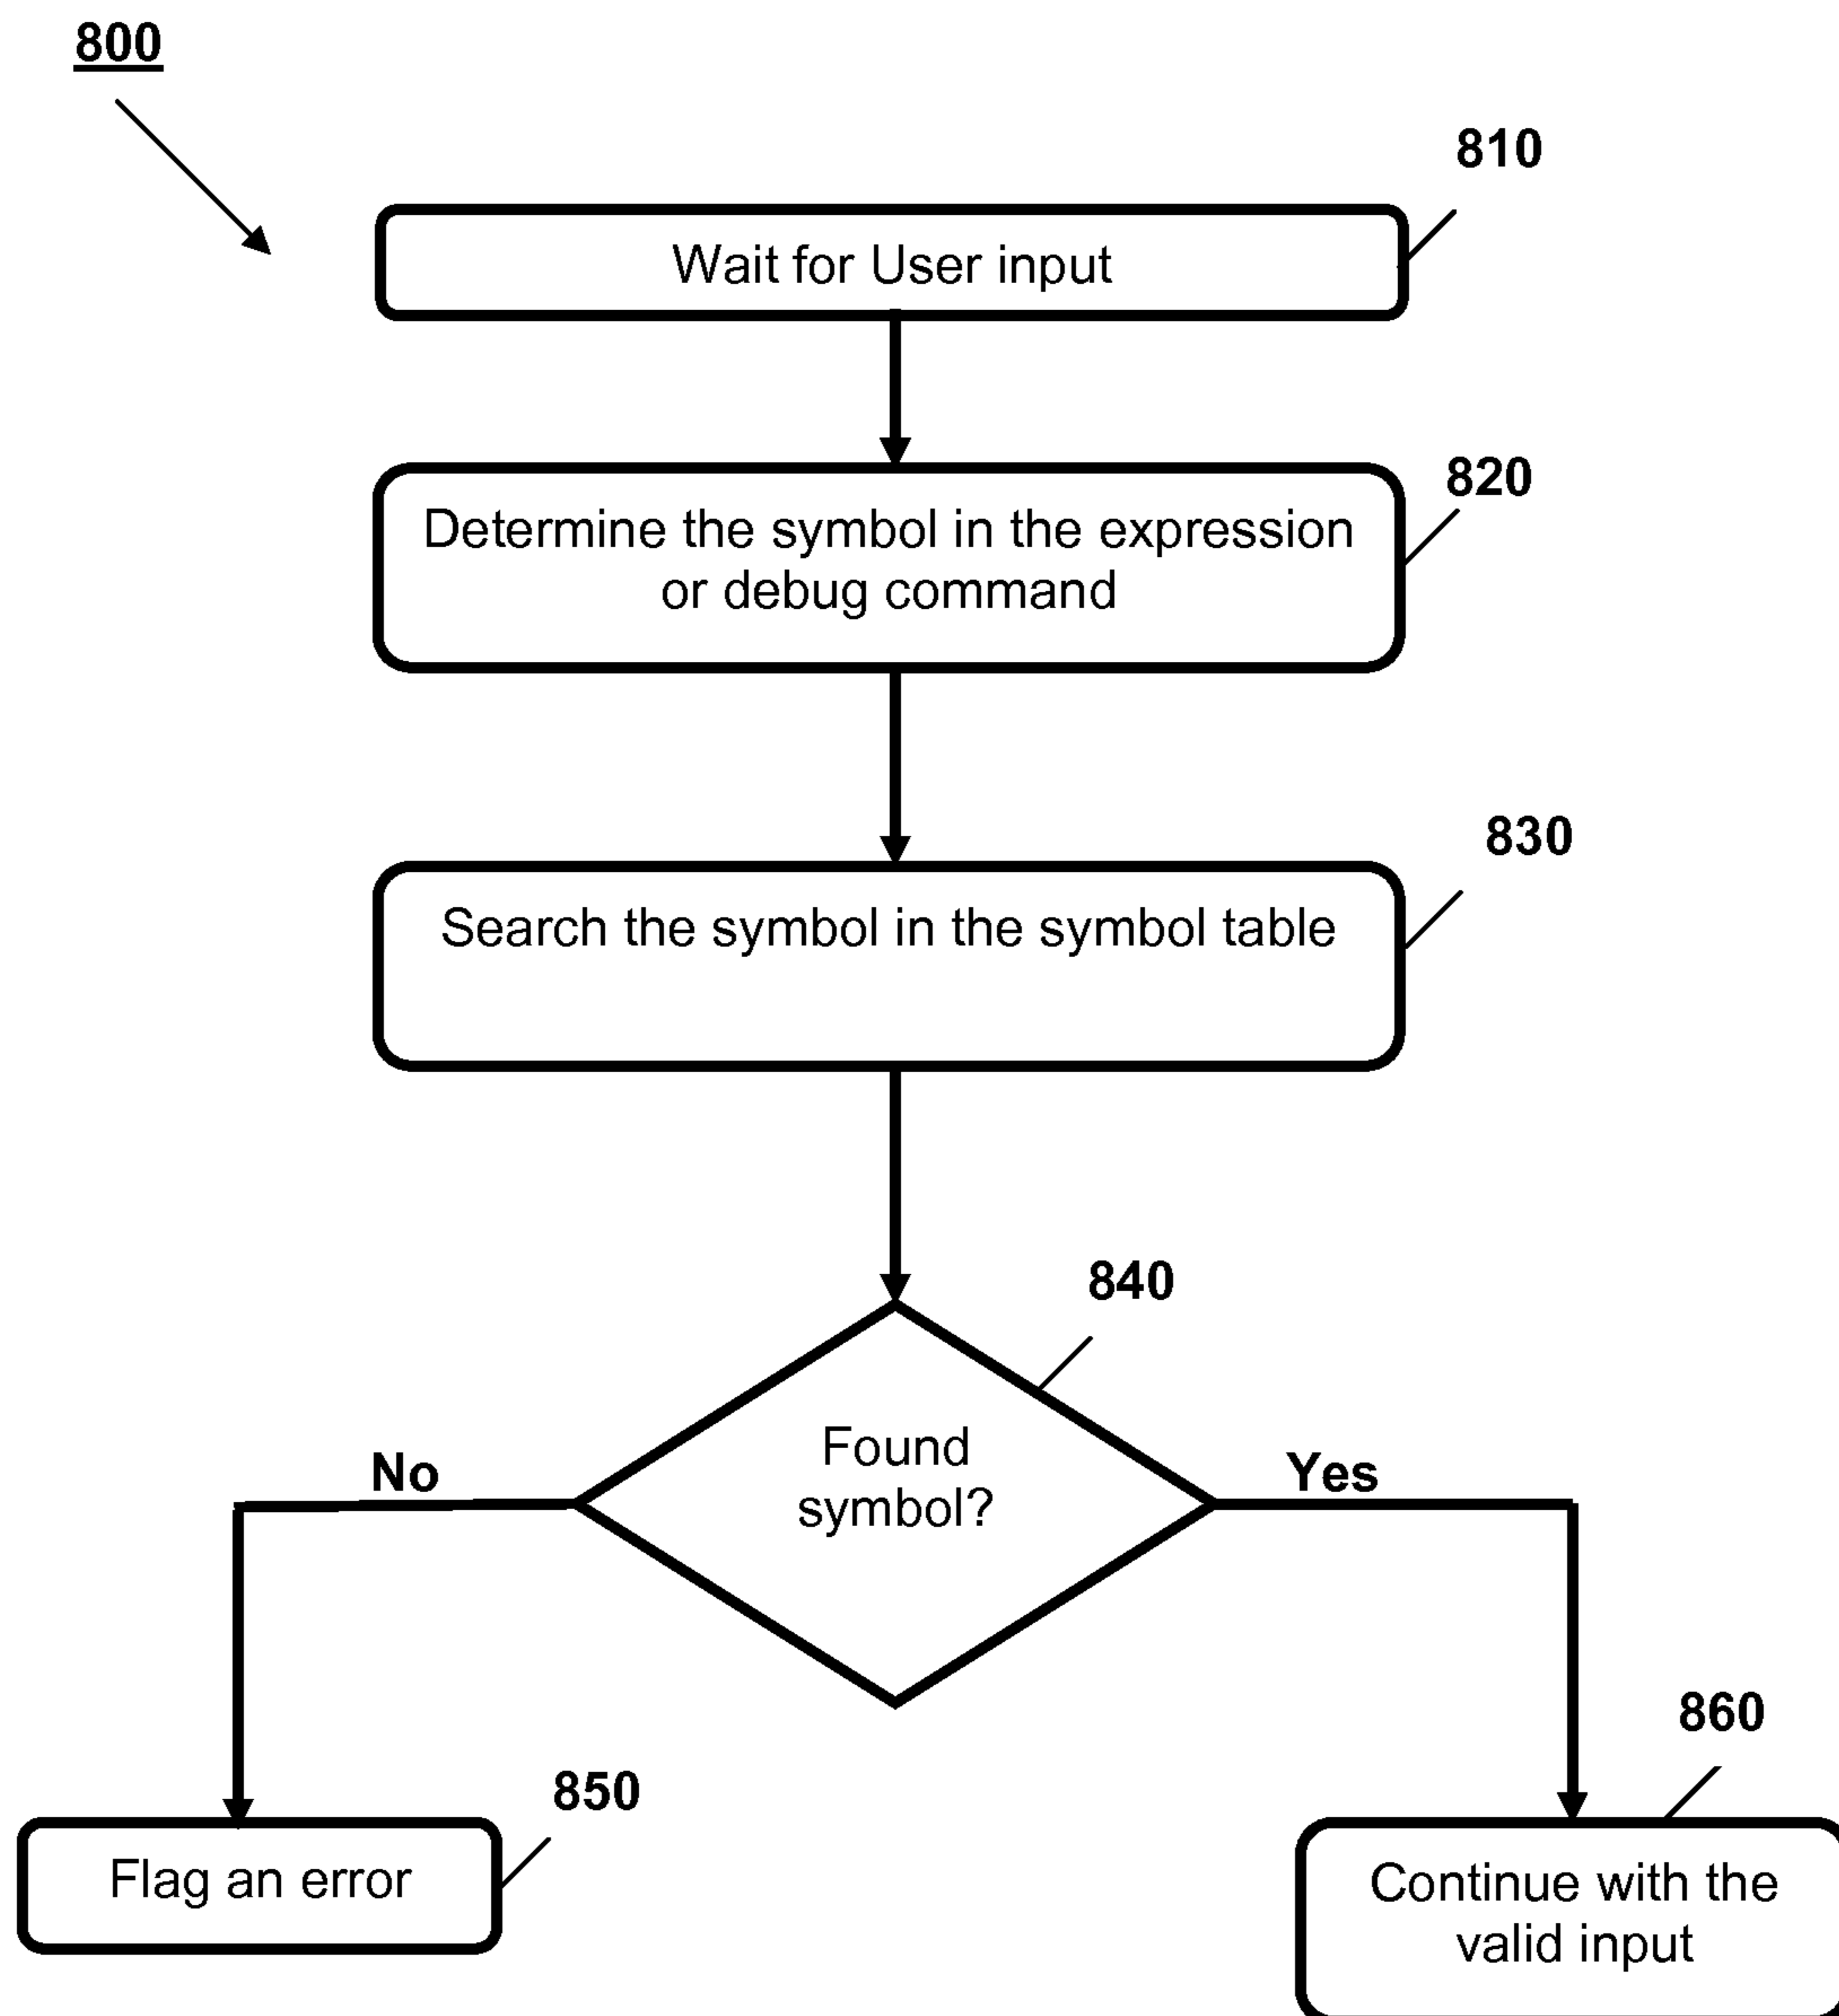 800
810
Wait for User input
820
Determine the symbol in the expression
or debug command
830
Search the symbol in the symbol table
840
Found
symbol?
No
Yes
860
850
Flag an error
Continue with the
valid input